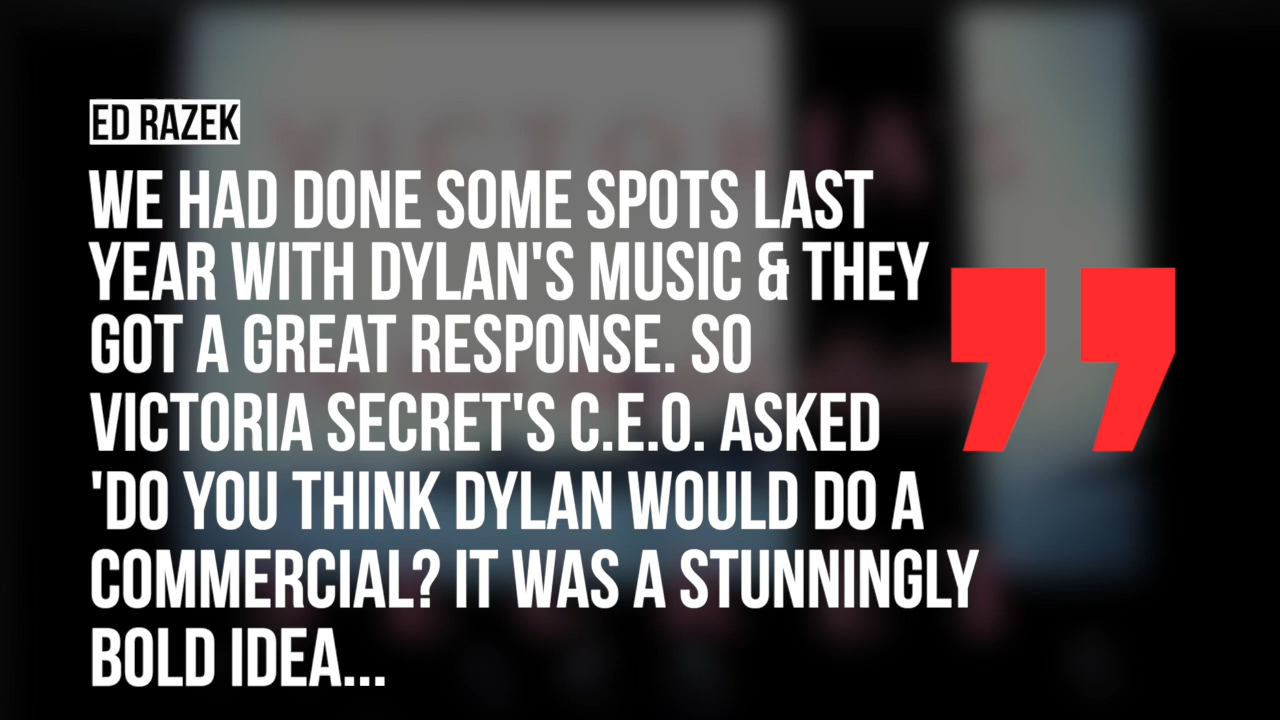 ED RAZEK
WE HAD DONE SOME SPOTS LAST
YEAR WITH DYLAN'S MUSIC & THEY
GOT A GREAT RESPONSE. SO
VICTORIA SECRET'S C.E.O. ASKED
'DO YOU THINK DYLAN WOULD DO A
COMMERCIAL? IT WAS A STUNNINGLY
BOLD IDEA...